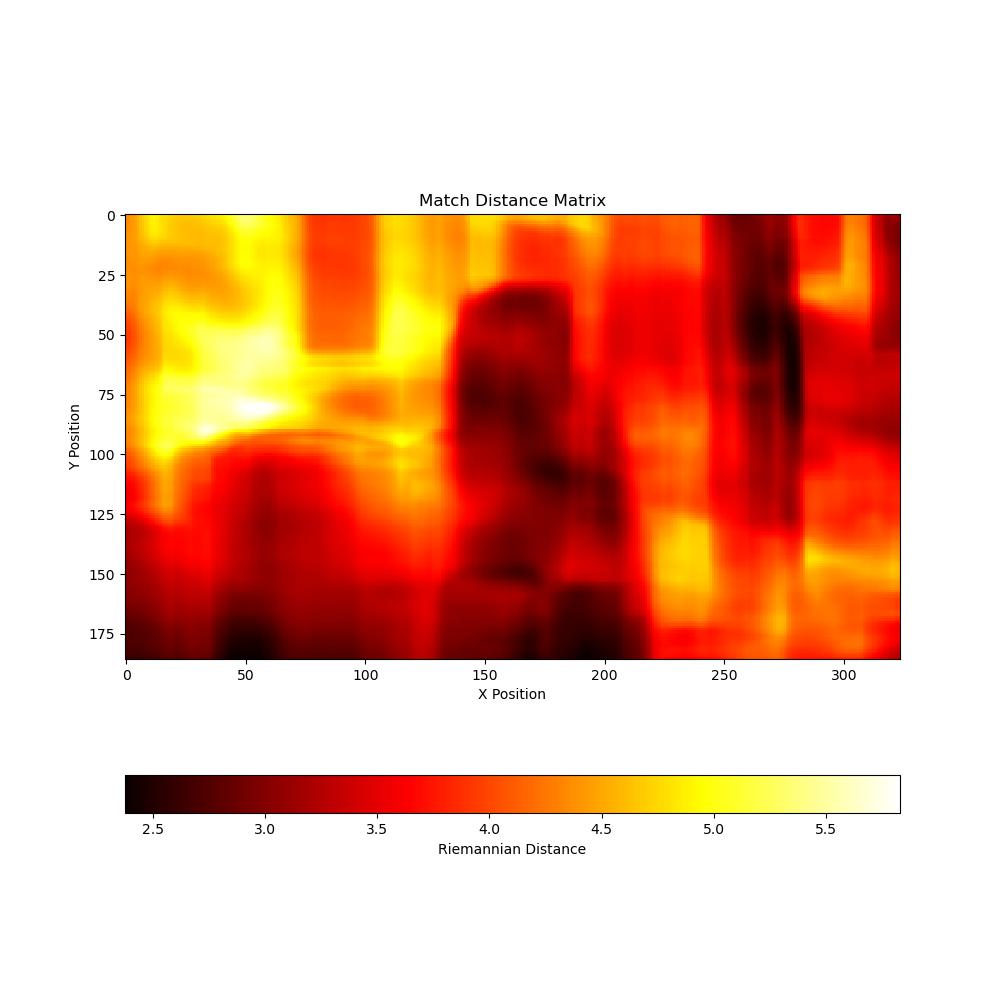 Match Distance Matrix
0
25
50
75
100
125
150
175
Y Position
0 50 100 150 200 250 300
X Position
2.5 3.0 3.5 4.0 4.5 5.0 5.5
Riemannian Distance